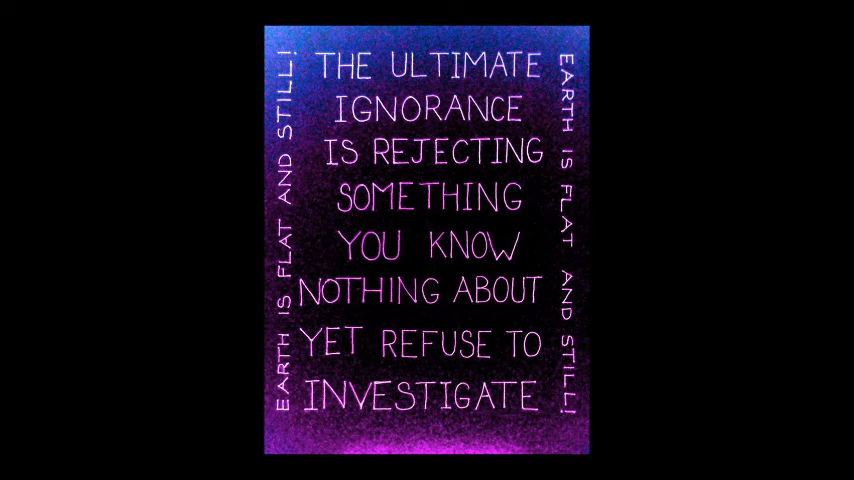 EARTH IS FLAT AND STILL!
THE ULTIMATE
IGNORANCE
IS REJECTING
SOMETHING
YOU KNOW
NOTHING ABOUT
YET REFUSE TO
INVESTIGATE
EARTH IS FLAT AND STILL!